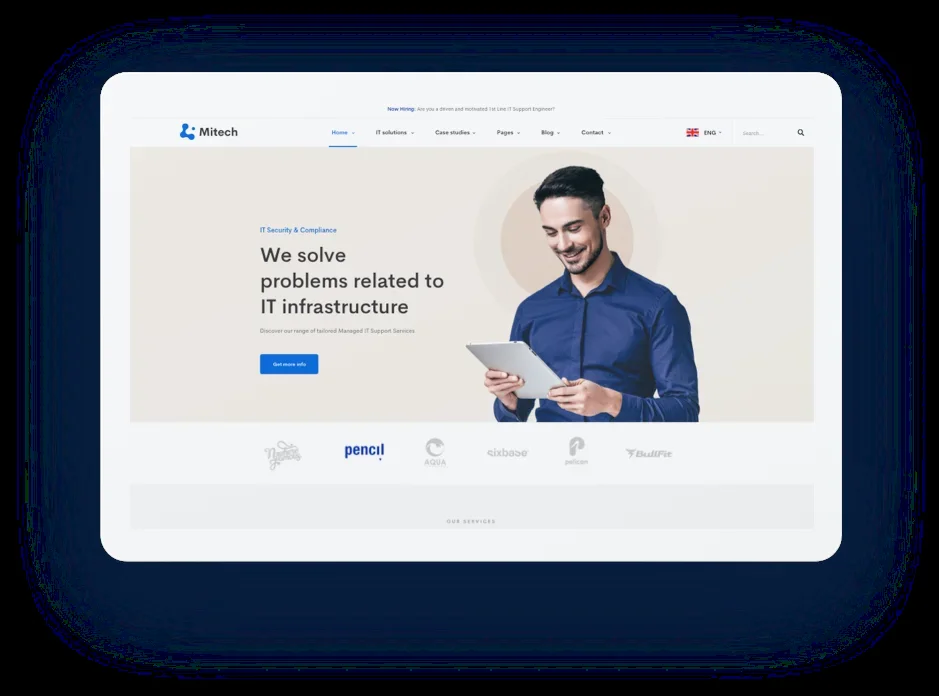 Now Hiring: Are you a driven and motivated 1st Line IT Support Engineer?
Mitech
Home IT solutions Case studies Pages Blog Contact ENG Search...
IT Security & Compliance
We solve
problems related to
IT infrastructure
Discover our range of tailored Managed IT Support Services
Get more info
pencil AQUA sixbase pelican BullFit
OUR SERVICES